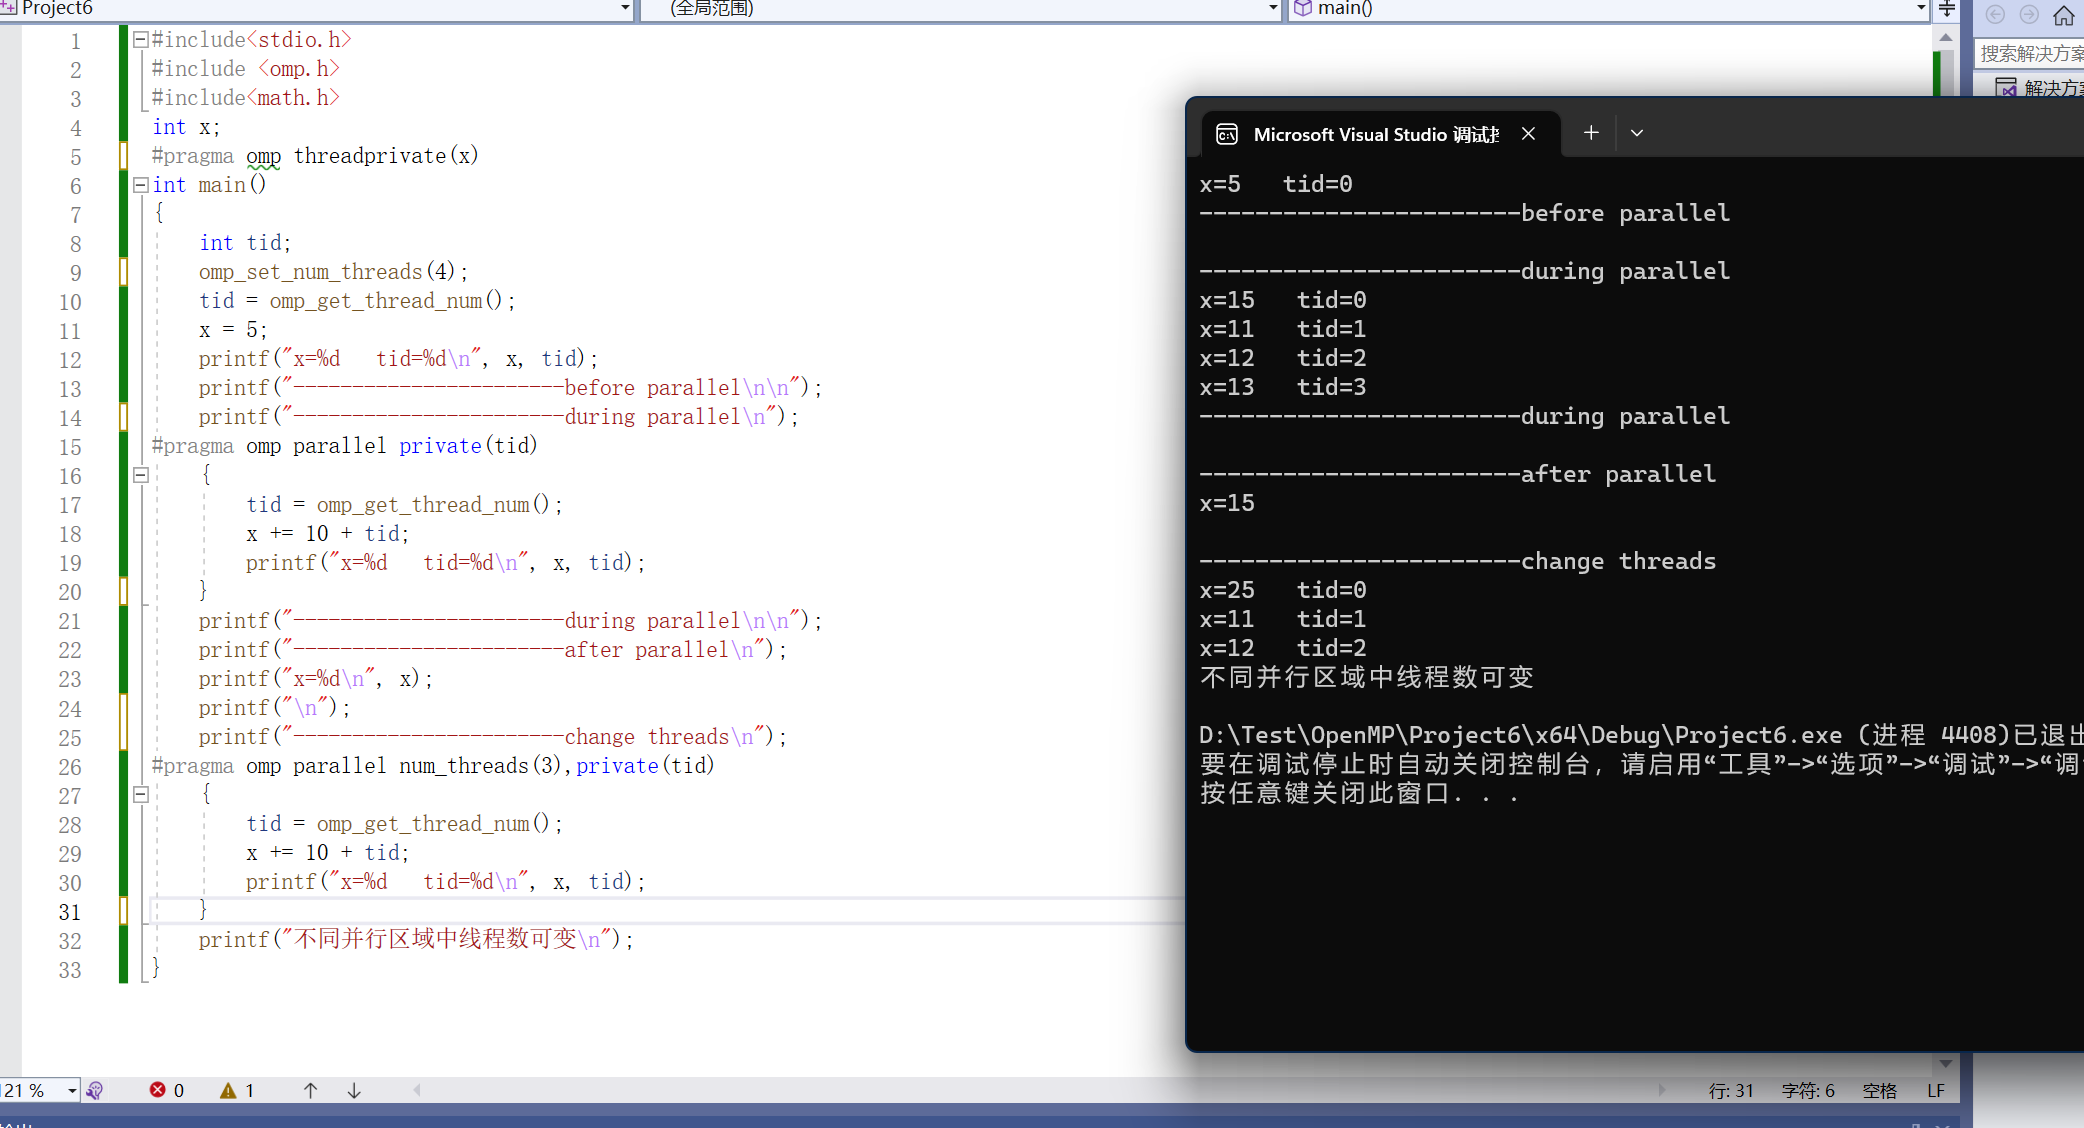 Project6
(全局范围)
main()
1 #include<stdio.h>
2 #include <omp.h>
3 #include<math.h>
4 int x;
5 #pragma omp threadprivate(x)
6 int main()
7 {
8 int tid;
9 omp_set_num_threads(4);
10 tid = omp_get_thread_num();
11 x = 5;
12 printf("x=%d   tid=%d\n", x, tid);
13 printf("-----------------------before parallel\n\n");
14 printf("-----------------------during parallel\n");
15 #pragma omp parallel private(tid)
16 {
17 tid = omp_get_thread_num();
18 x += 10 + tid;
19 printf("x=%d   tid=%d\n", x, tid);
20 }
21 printf("-----------------------during parallel\n\n");
22 printf("-----------------------after parallel\n");
23 printf("x=%d\n", x);
24 printf("\n");
25 printf("-----------------------change threads\n");
26 #pragma omp parallel num_threads(3),private(tid)
27 {
28 tid = omp_get_thread_num();
29 x += 10 + tid;
30 printf("x=%d   tid=%d\n", x, tid);
31 }
32 printf("不同并行区域中线程数可变\n");
33 }
搜索解决方案
解决方案
Microsoft Visual Studio 调试
x=5   tid=0
-----------------------before parallel
-----------------------during parallel
x=15   tid=0
x=11   tid=1
x=12   tid=2
x=13   tid=3
-----------------------during parallel
-----------------------after parallel
x=15
-----------------------change threads
x=25   tid=0
x=11   tid=1
x=12   tid=2
不同并行区域中线程数可变
D:\Test\OpenMP\Project6\x64\Debug\Project6.exe (进程 4408)已退出
要在调试停止时自动关闭控制台，请启用“工具”->“选项”->“调试”->“调
按任意键关闭此窗口. . .
121 %
0
1
行: 31
字符: 6
空格
LF